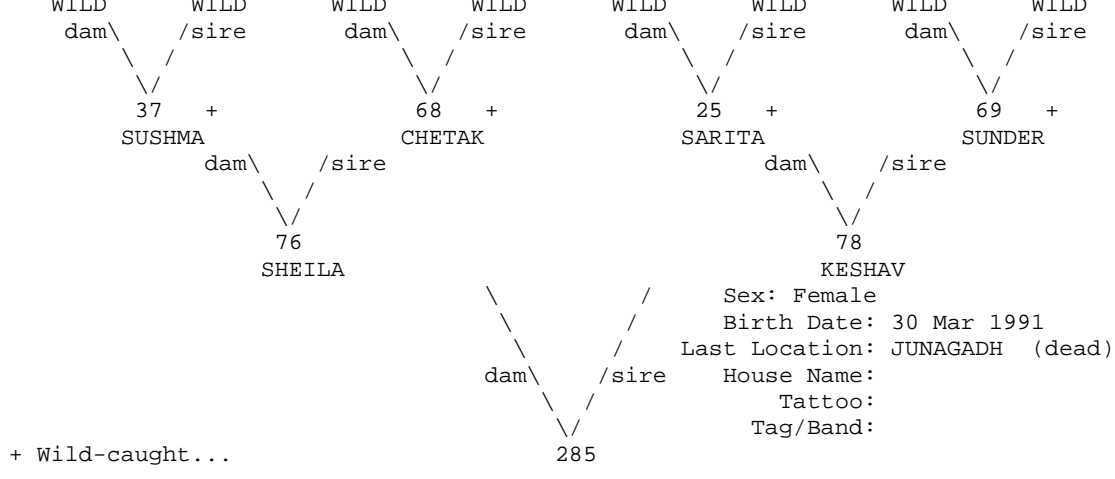 WILD WILD WILD WILD WILD WILD WILD WILD
dam\ /sire dam\ /sire dam\ /sire dam\ /sire
\ / \ / \ / \ /
\/ \/ \/ \/
37 + 68 + 25 + 69 +
SUSHMA CHETAK SARITA SUNDER
dam\ /sire dam\ /sire
\ / \ /
\/ \/
76 78
SHEILA KESHAV
\ / Sex: Female
\ / Birth Date: 30 Mar 1991
\ / Last Location: JUNAGADH (dead)
dam\ /sire House Name:
\ / Tattoo:
\/ Tag/Band:
+ Wild-caught... 285